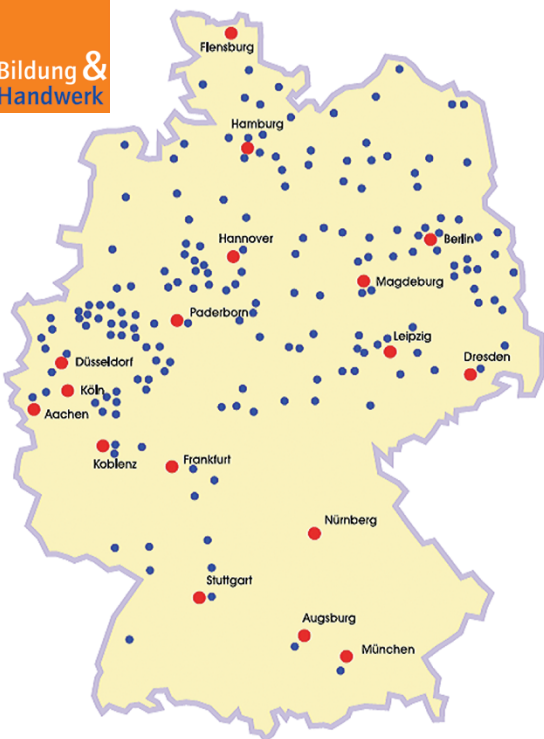 Bildung &
Handwerk
Flensburg
Hamburg
Hannover
Berlin
Magdeburg
Paderborn
Leipzig
Düsseldorf
Dresden
Köln
Aachen
Koblenz
Frankfurt
Nürnberg
Stuttgart
Augsburg
München